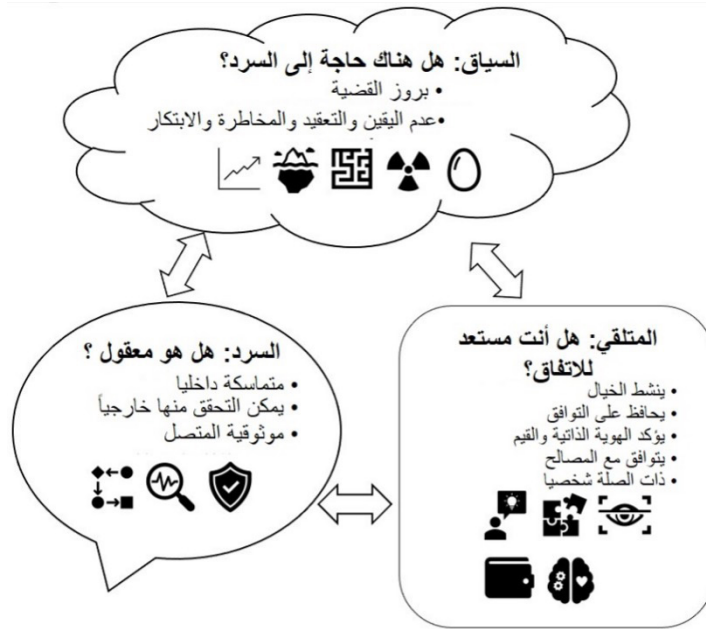 السياق: هل هناك حاجة إلى السرد؟
• بروز القضية
•عدم اليقين والتعقيد والمخاطرة والابتكار
السرد: هل هو معقول ؟
• متماسكة داخليا
• يمكن التحقق منها خارجياً
• موثوقية المتصل
المتلقي: هل أنت مستعد
للاتفاق؟
• ينشط الخيال
• يحافظ على التوافق
• يؤكد الهوية الذاتية والقيم
• يتوافق مع المصالح
• ذات الصلة شخصيا